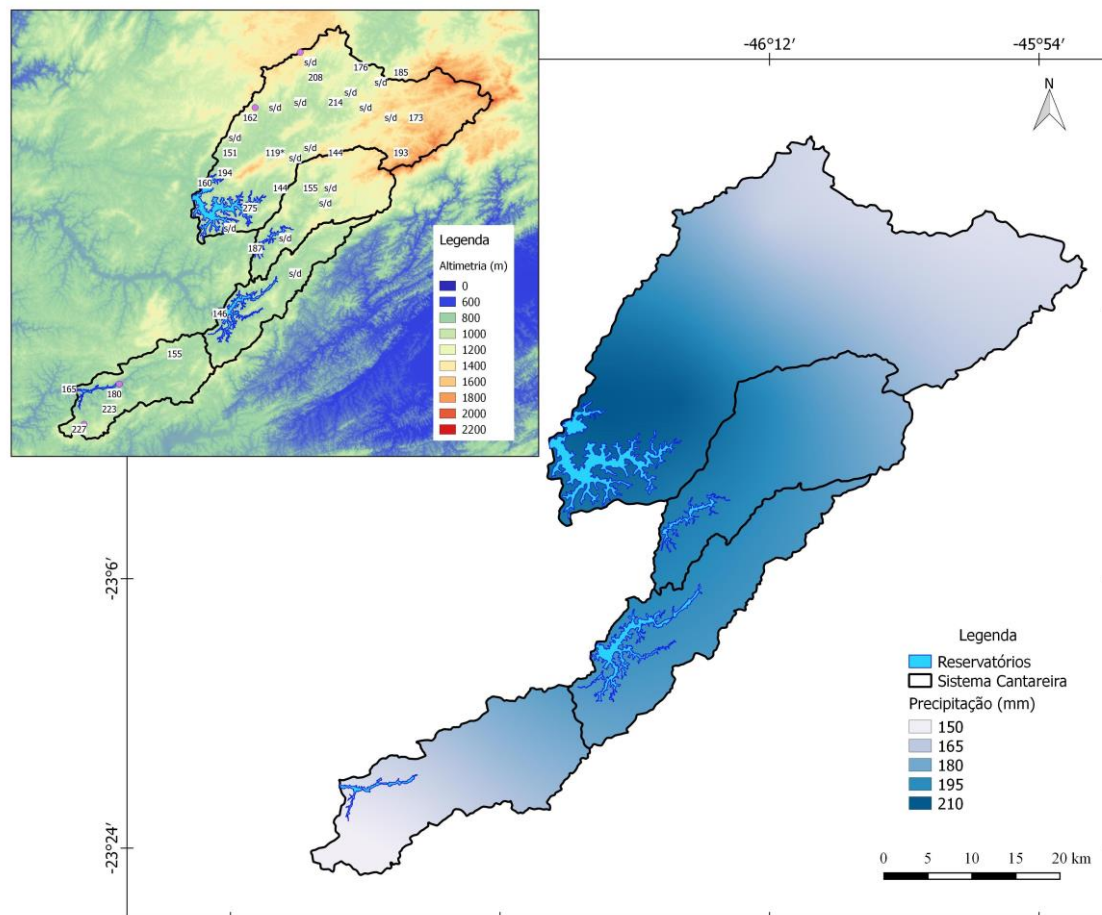 -46°12′
-45°54′
N
s/d
208
176
185
s/d
s/d
s/d
s/d
214
s/d
162
s/d
173
s/d
151
119*
s/d
s/d
144
193
194
160
144
155
s/d
s/d
275
s/d
s/d
187
s/d
146
155
165
180
223
227
Legenda
Altimetria (m)
0
600
800
1000
1200
1400
1600
1800
2000
2200
-23°6′
-23°24′
Legenda
Reservatórios
Sistema Cantareira
Precipitação (mm)
150
165
180
195
210
0 5 10 15 20 km